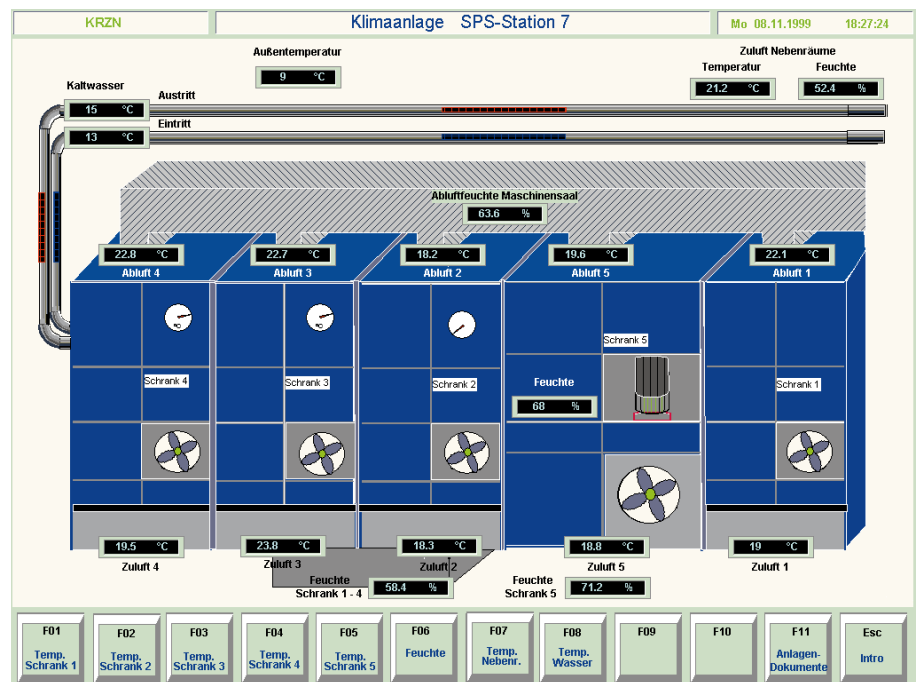 KRZN
Klimaanlage SPS-Station 7
Mo 08.11.1999 18:27:24
Außentemperatur
9 °C
Zuluft Nebenräume
Temperatur Feuchte
21.2 °C 52.4 %
Kaltwasser
15 °C
Austritt
13 °C
Eintritt
Abluftfeuchte Maschinensaal
63.6 %
22.8 °C 22.7 °C 18.2 °C 19.6 °C 22.1 °C
Abluft 4 Abluft 3 Abluft 2 Abluft 5 Abluft 1
Schrank 5
Schrank 4 Schrank 3 Schrank 2 Feuchte Schrank 1
68 %
19.5 °C 23.8 °C 18.3 °C 18.8 °C 19 °C
Zuluft 4 Zuluft 3 Zuluft 2 Zuluft 5 Zuluft 1
Feuchte
Schrank 1 - 4
58.4 %
Feuchte
Schrank 5
71.2 %
F01 F02 F03 F04 F05 F06 F07 F08 F09 F10 F11 Esc
Temp. Temp. Temp. Temp. Temp. Feuchte Temp. Temp. Anlagen- Intro
Schrank 1 Schrank 2 Schrank 3 Schrank 4 Schrank 5 Nebenr. Wasser Dokumente